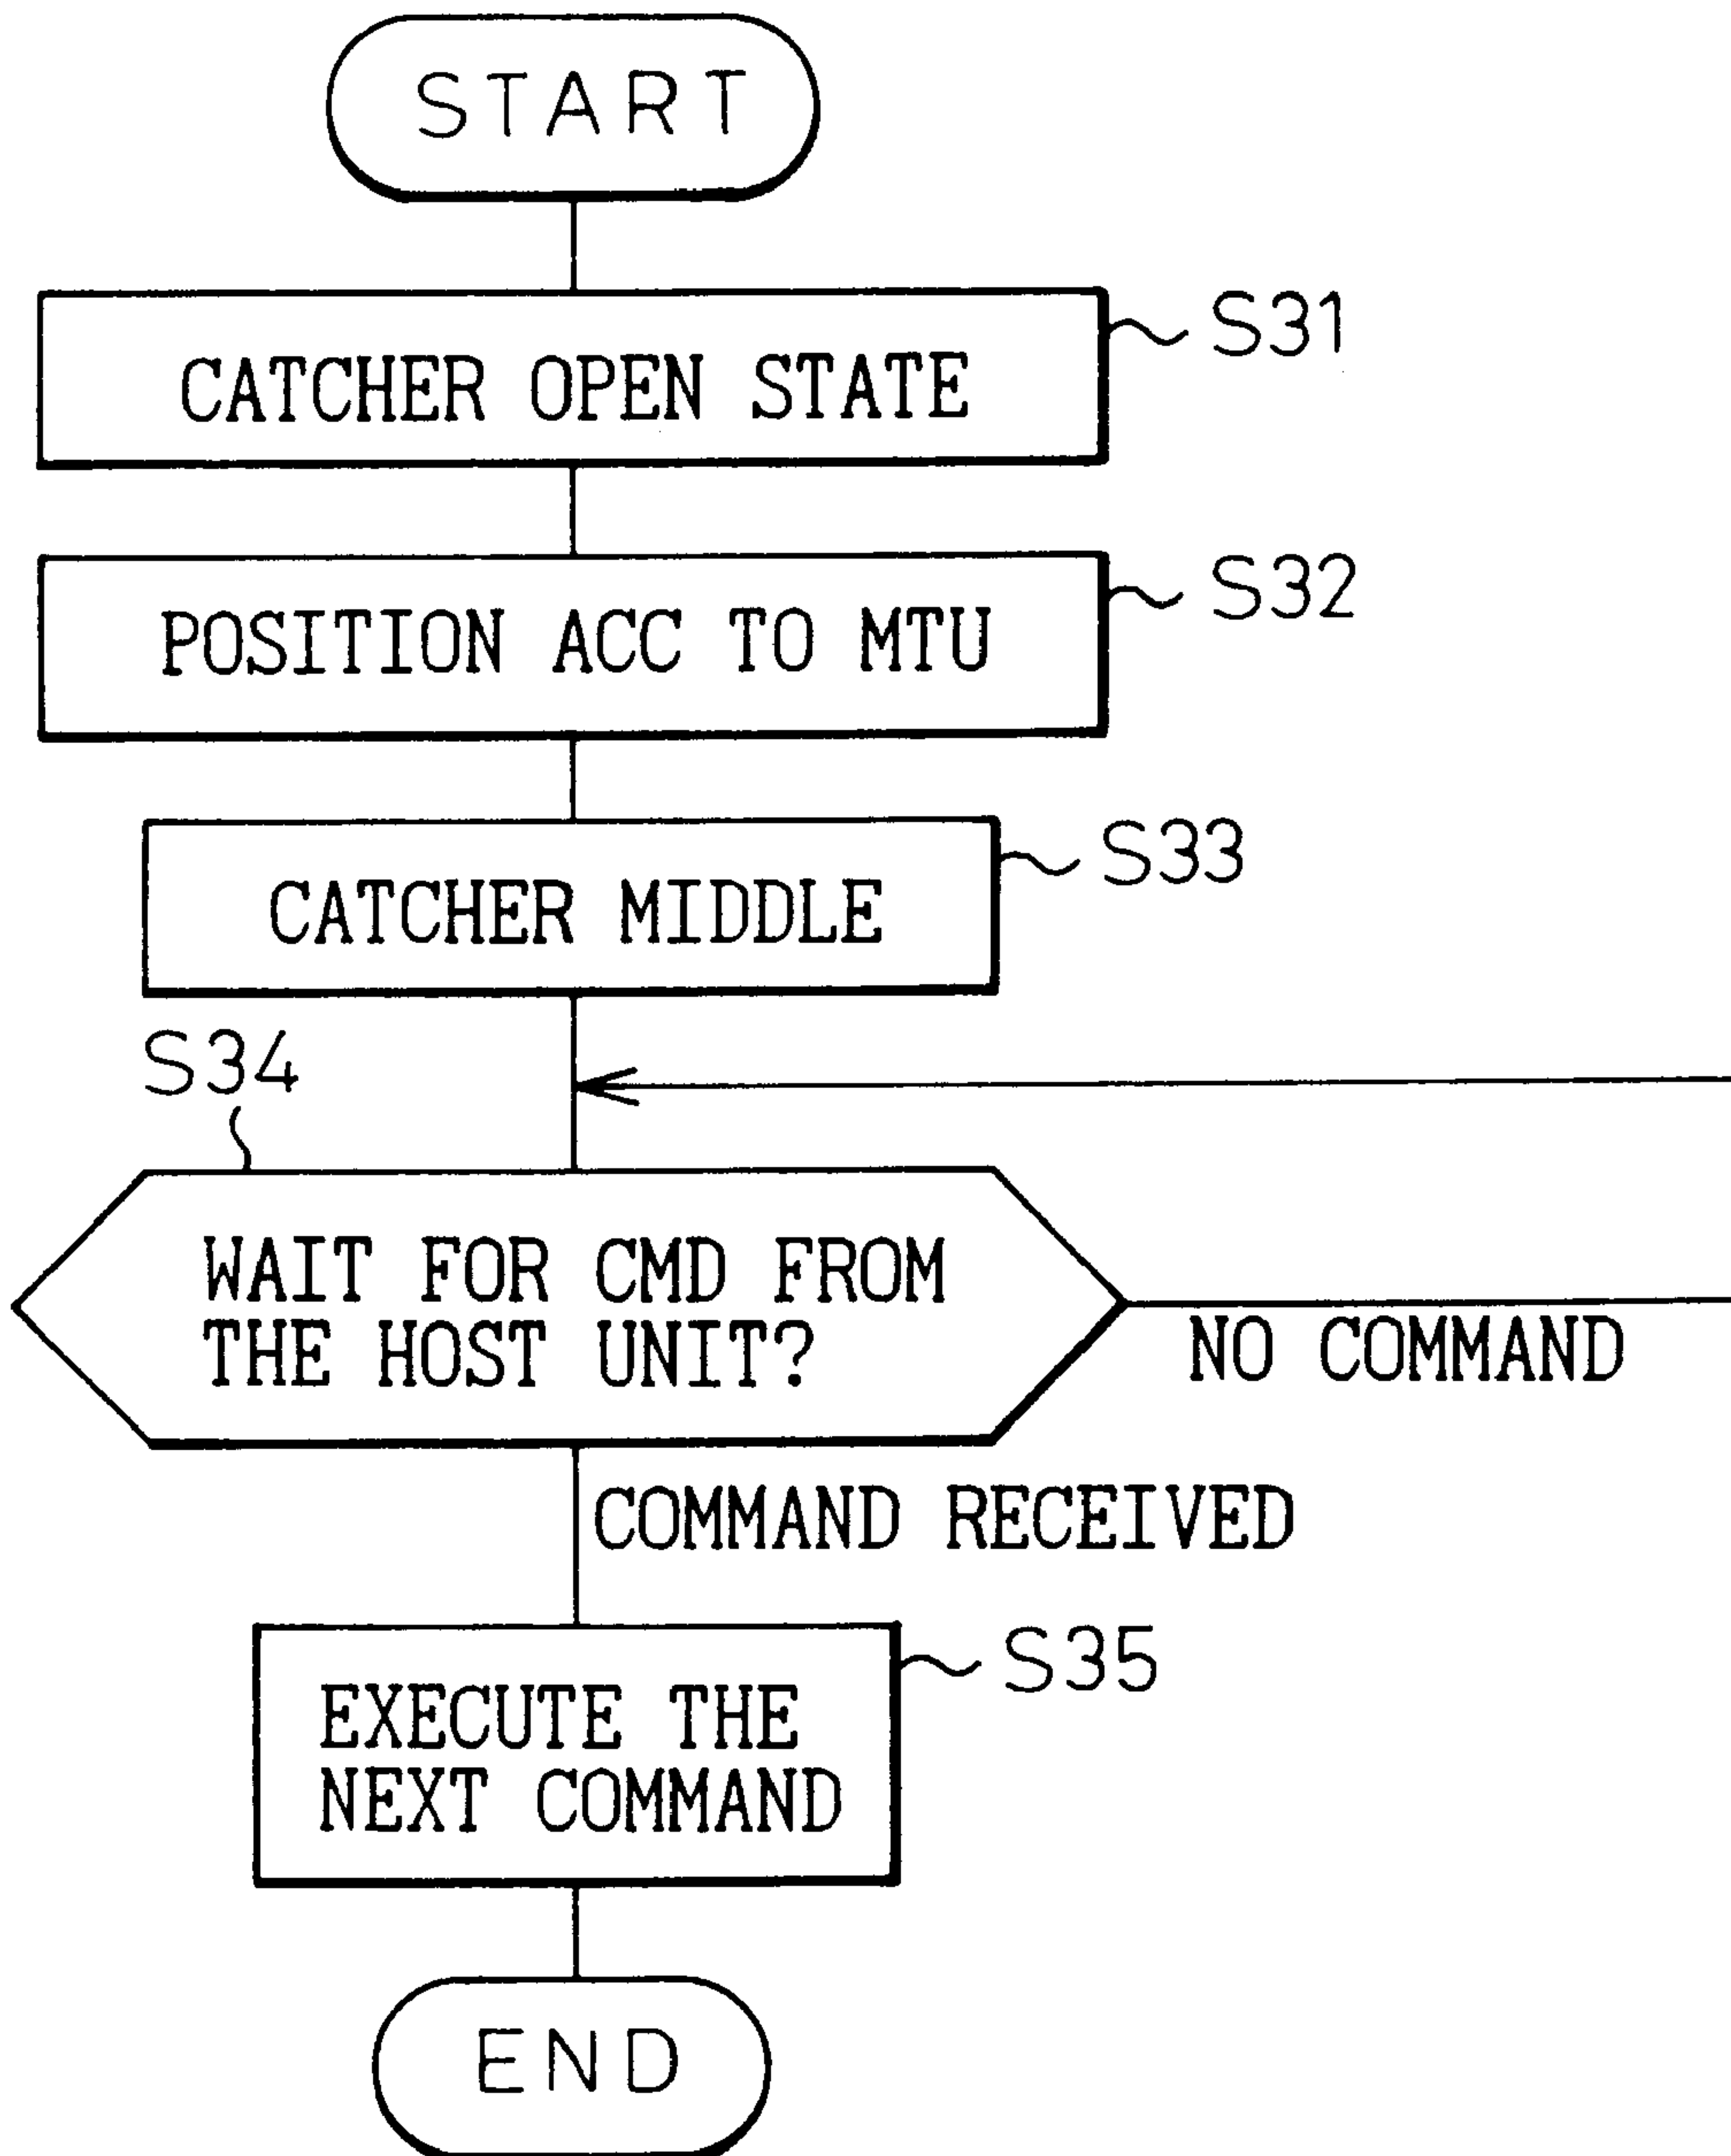 START
CATCHER OPEN STATE
S31
POSITION ACC TO MTU
S32
CATCHER MIDDLE
S33
S34
WAIT FOR CMD FROM
THE HOST UNIT?
NO COMMAND
COMMAND RECEIVED
EXECUTE THE
NEXT COMMAND
S35
END